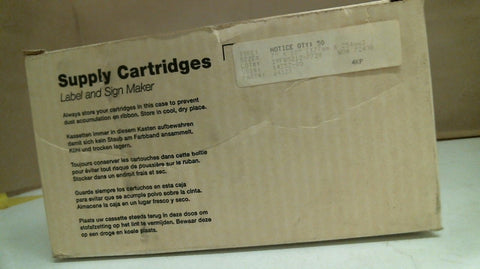 NOTICE QTY: 50
Supply Cartridges
Label and Sign Maker
Always store your cartridges in this case to prevent
dust accumulation on ribbon. Store in cool, dry place.
Kassetten immer in diesem Kasten aufbewahren
damit sich kein Staub am Farbband ansammelt.
Kühl und trocken lagern.
Toujours conserver les cartouches dans cette boîtie
pour éviter tout risque de poussière sur le ruban.
Stocker dans un endroit frais et sec.
Guarde siempre los cartuchos en esta caja
para evitar que se acumple polvo sobre la cinta.
Almacene la caja en un lugar fresco y seco.
Plaats uw cassette steeds terug in deze doos om
stofafzetting op het lint te vermijden. Bewaar deze
op een droge en koele plaats.